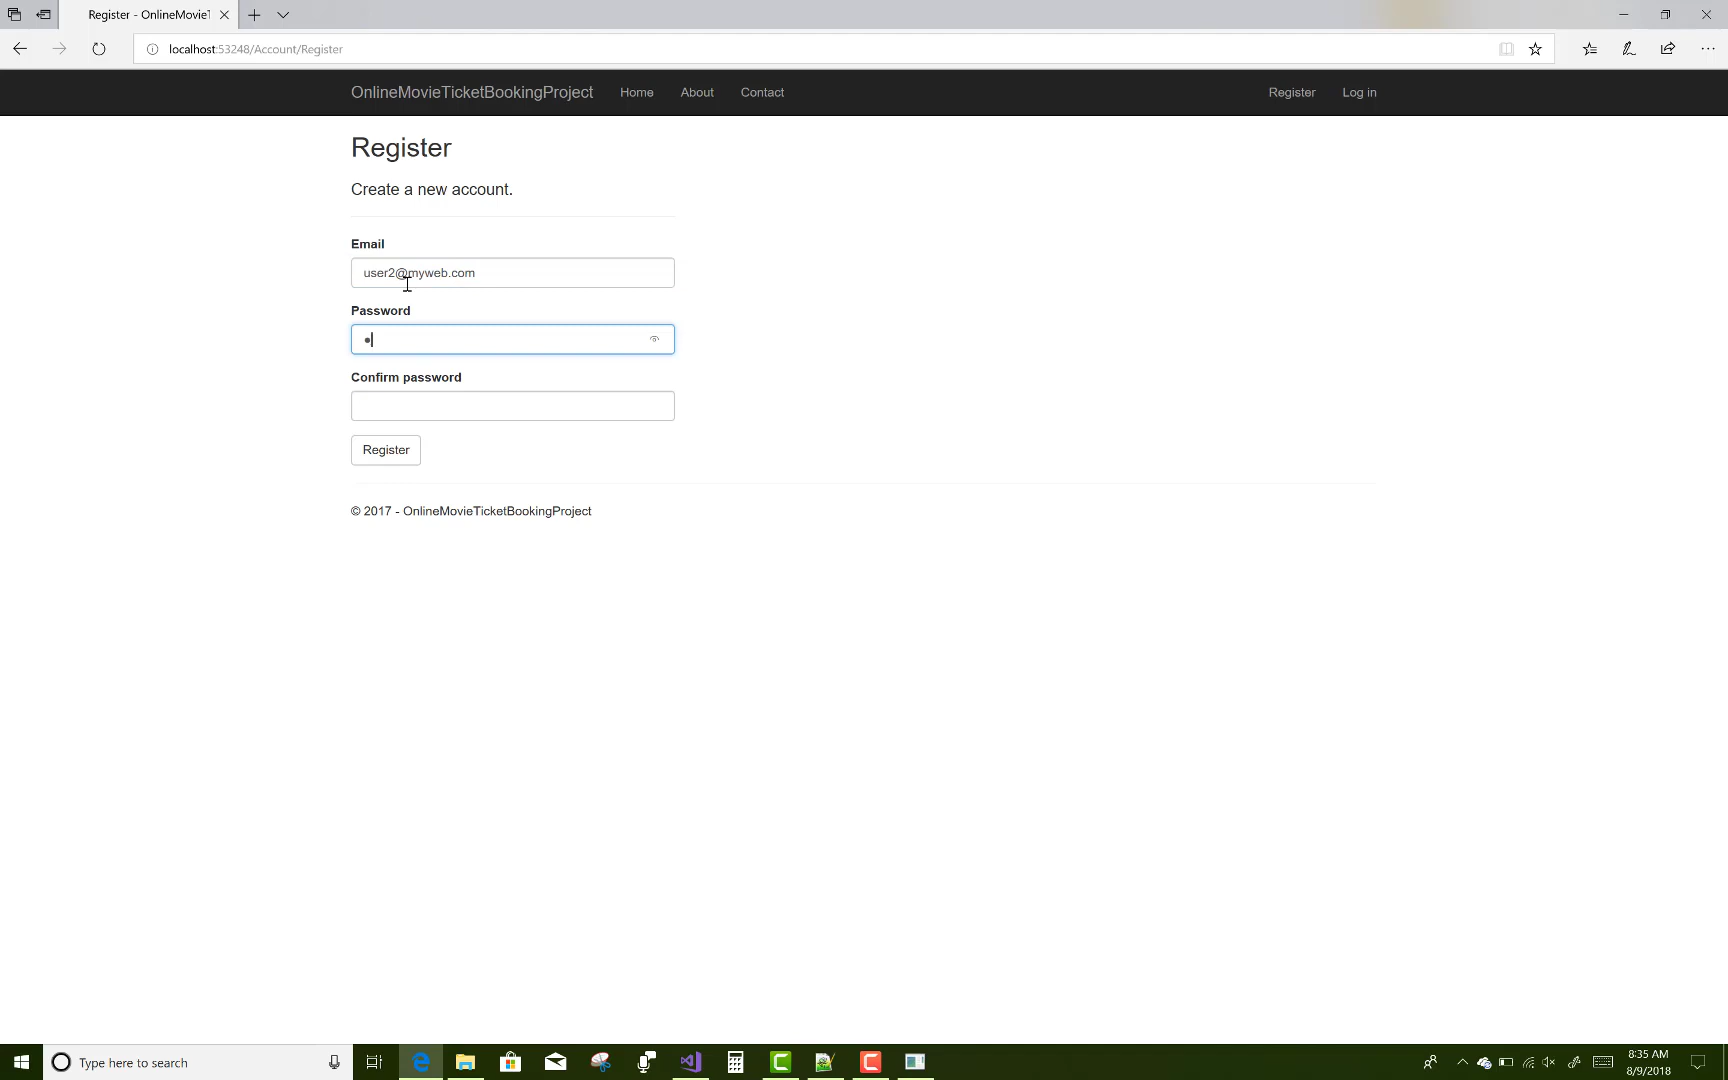 Register - OnlineMovieT
localhost:53248/Account/Register
OnlineMovieTicketBookingProject Home About Contact Register Log in
Register
Create a new account.
Email
user2@myweb.com
Password
Confirm password
Register
© 2017 - OnlineMovieTicketBookingProject
Type here to search
8:35 AM
8/9/2018